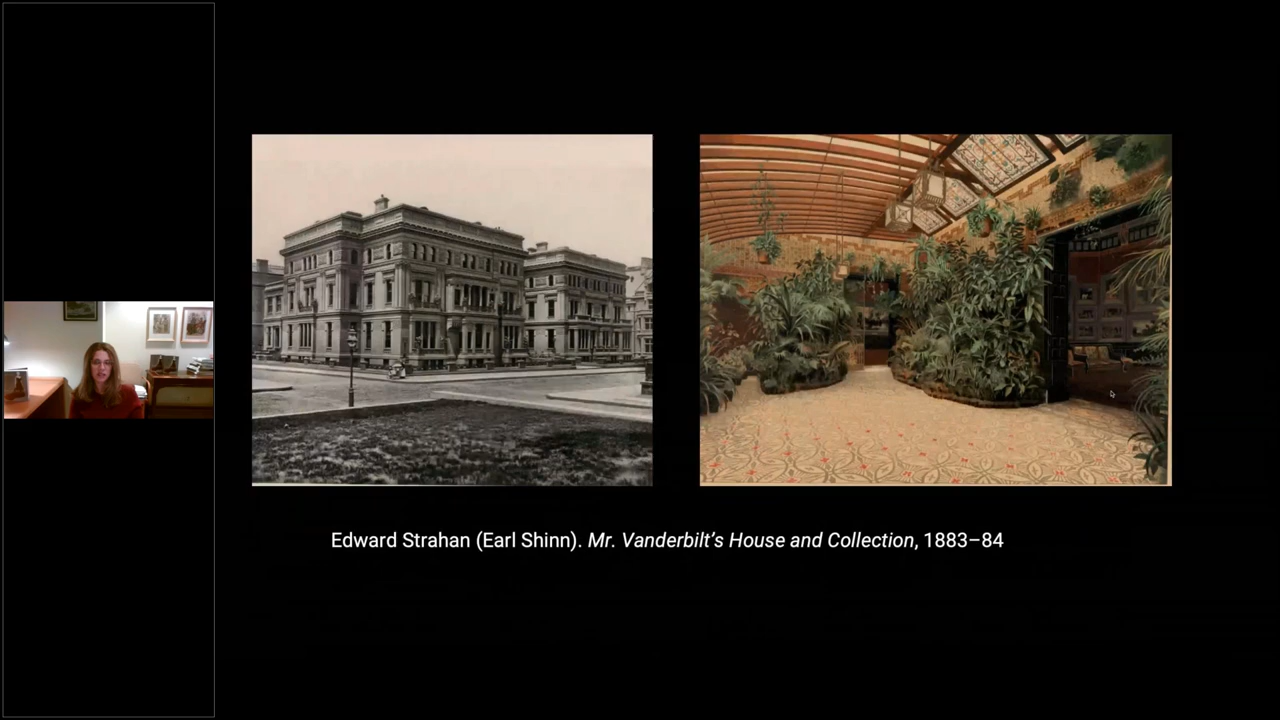 Edward Strahan (Earl Shinn). Mr. Vanderbilt’s House and Collection, 1883–84